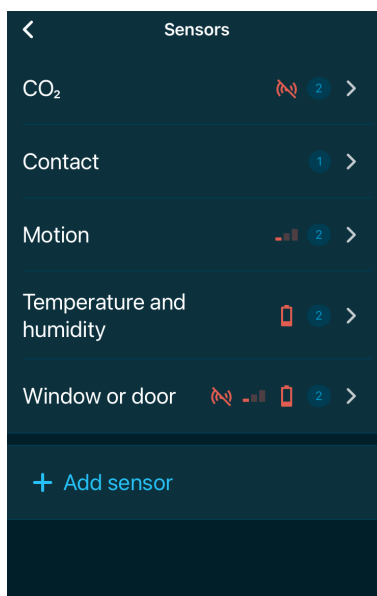 Sensors
CO₂ 2
Contact 1
Motion 2
Temperature and
humidity 2
Window or door 2
+ Add sensor